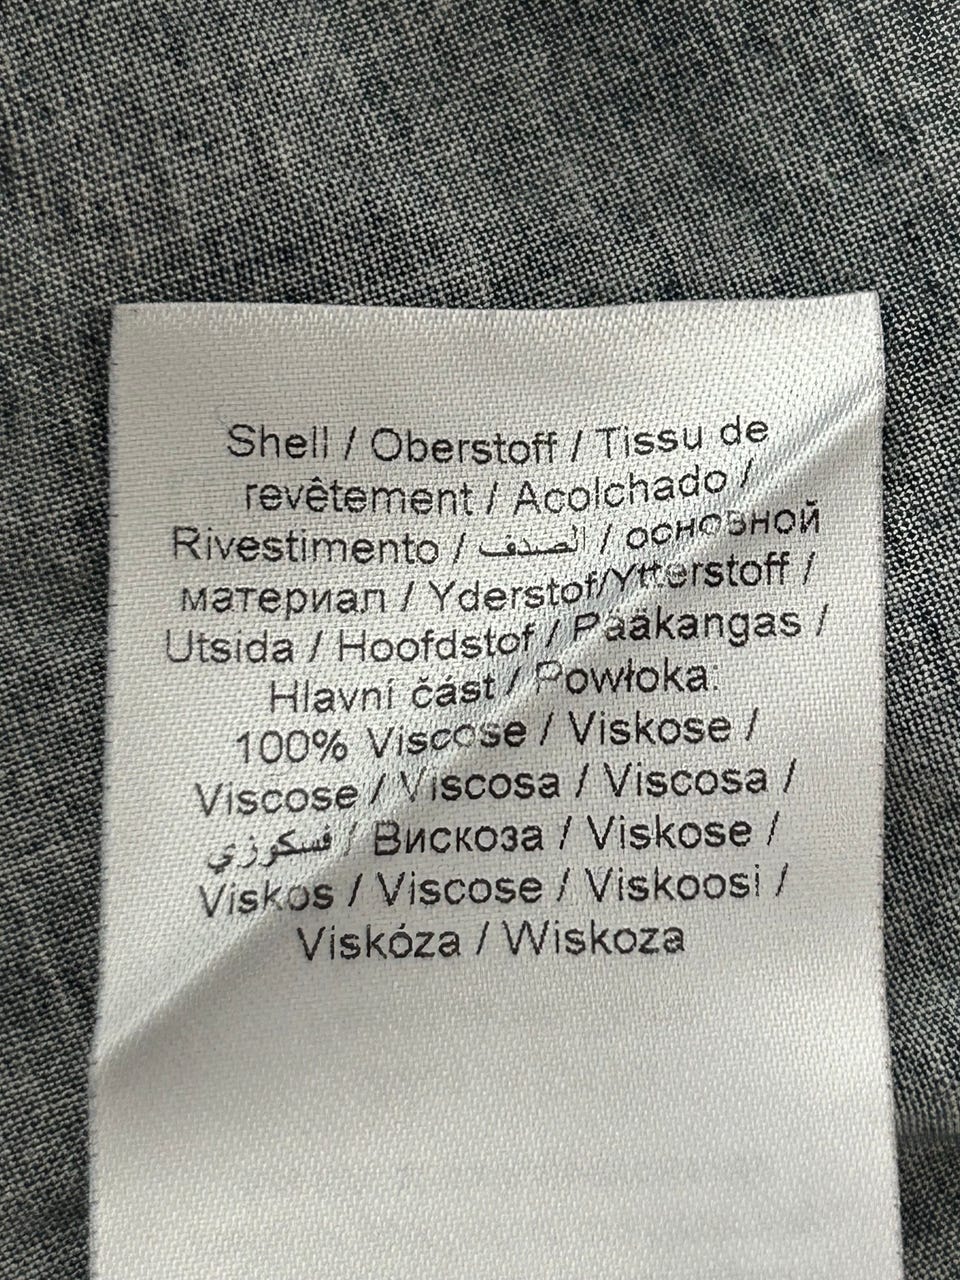 Shell / Oberstoff / Tissu de
revêtement / Acolchado /
Rivestimento / الصدف / основной
материал / Yderstof/Ytterstoff /
Utsida / Hoofdstof / Pääkangas /
Hlavní část / Powłoka:
100% Viscose / Viskose /
Viscose / Viscosa / Viscosa /
فسكوزي / Вискоза / Viskose /
Viskos / Viscose / Viskoosi /
Viskóza / Wiskoza